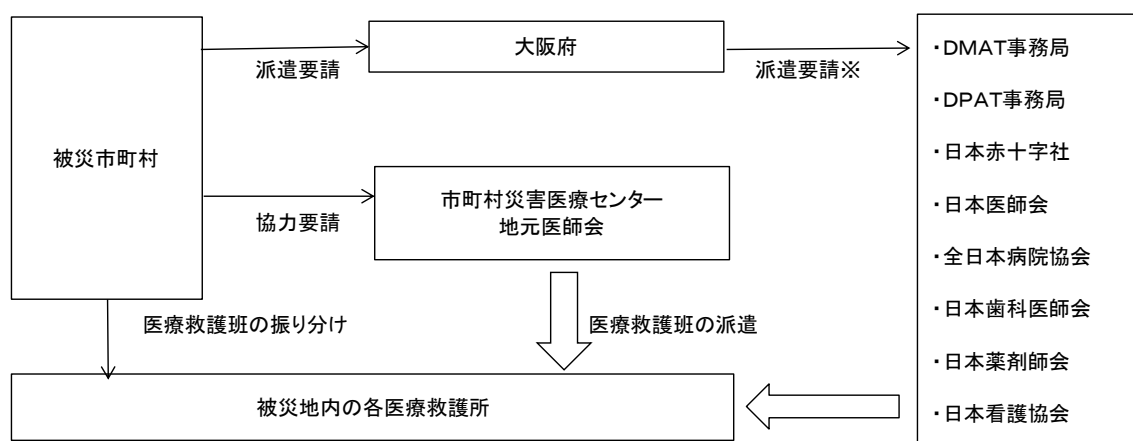 大阪府
派遣要請
派遣要請※
被災市町村
市町村災害医療センター
地元医師会
協力要請
医療救護班の振り分け
医療救護班の派遣
被災地内の各医療救護所
・DMAT事務局
・DPAT事務局
・日本赤十字社
・日本医師会
・全日本病院協会
・日本歯科医師会
・日本薬剤師会
・日本看護協会